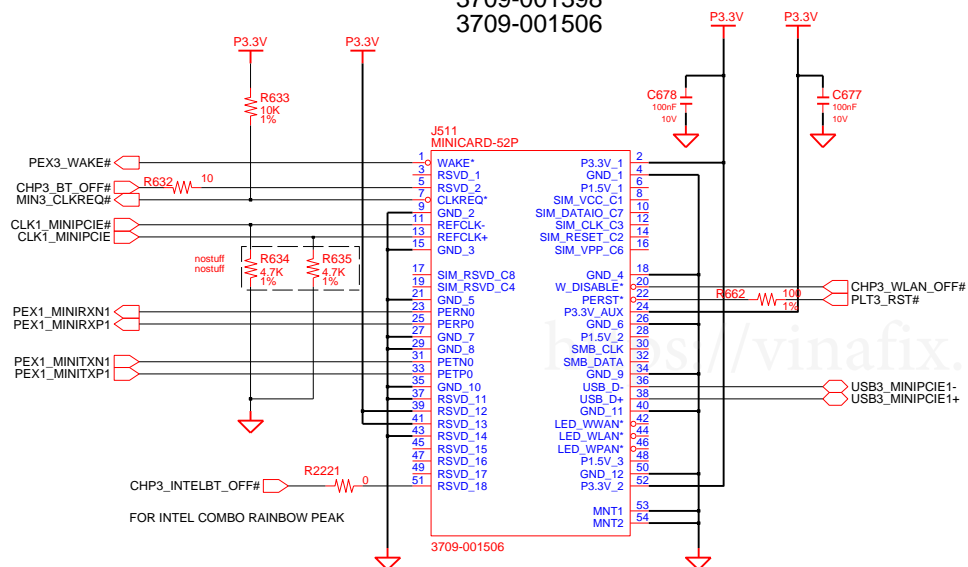 3709-001598
3709-001506
P3.3V
P3.3V
P3.3V
P3.3V
R633
10K
1%
C678
100nF
10V
C677
100nF
10V
J511
MINICARD-52P
PEX3_WAKE#
CHP3_BT_OFF#
R632
10
MIN3_CLKREQ#
CLK1_MINIPCIE#
CLK1_MINIPCIE
nostuff
nostuff
R634
4.7K
1%
R635
4.7K
1%
PEX1_MINIRXN1
PEX1_MINIRXP1
PEX1_MINITXN1
PEX1_MINITXP1
CHP3_INTELBT_OFF#
R2221
0
FOR INTEL COMBO RAINBOW PEAK
1 WAKE*
3 RSVD_1
5 RSVD_2
7 CLKREQ*
9 GND_2
11 REFCLK-
13 REFCLK+
15 GND_3
17 SIM_RSVD_C8
19 SIM_RSVD_C4
21 GND_5
23 PERN0
25 PERP0
27 GND_7
29 GND_8
31 PETN0
33 PETP0
35 GND_10
37 RSVD_11
39 RSVD_12
41 RSVD_13
43 RSVD_14
45 RSVD_15
47 RSVD_16
49 RSVD_17
51 RSVD_18
P3.3V_1 2
GND_1 4
P1.5V_1 6
SIM_VCC_C1 8
SIM_DATAIO_C7 10
SIM_CLK_C3 12
SIM_RESET_C2 14
SIM_VPP_C6 16
GND_4 18
W_DISABLE* 20
PERST* 22
P3.3V_AUX 24
GND_6 26
P1.5V_2 28
SMB_CLK 30
SMB_DATA 32
GND_9 34
USB_D- 36
USB_D+ 38
GND_11 40
LED_WWAN* 42
LED_WLAN* 44
LED_WPAN* 46
P1.5V_3 48
GND_12 50
P3.3V_2 52
MNT1 53
MNT2 54
3709-001506
CHP3_WLAN_OFF#
R662
100
1%
PLT3_RST#
USB3_MINIPCIE1-
USB3_MINIPCIE1+
https://vinafix.